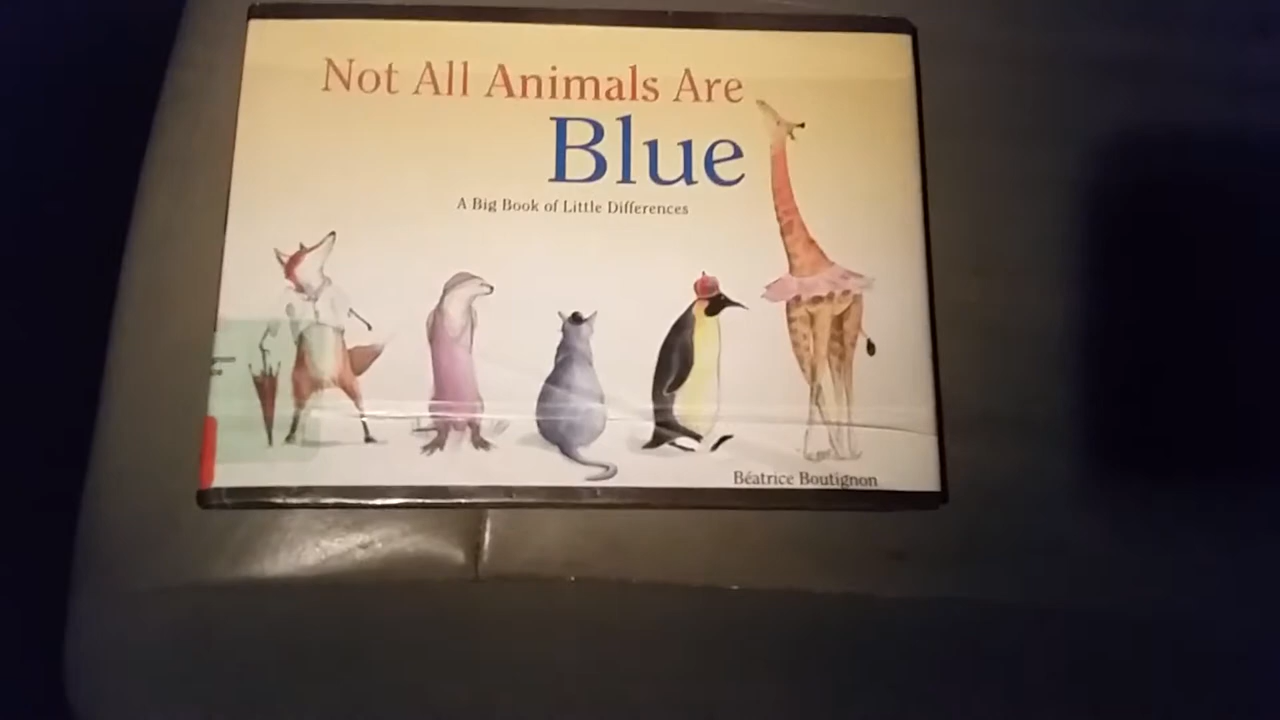 Not All Animals Are
Blue
A Big Book of Little Differences
Béatrice Boutignon